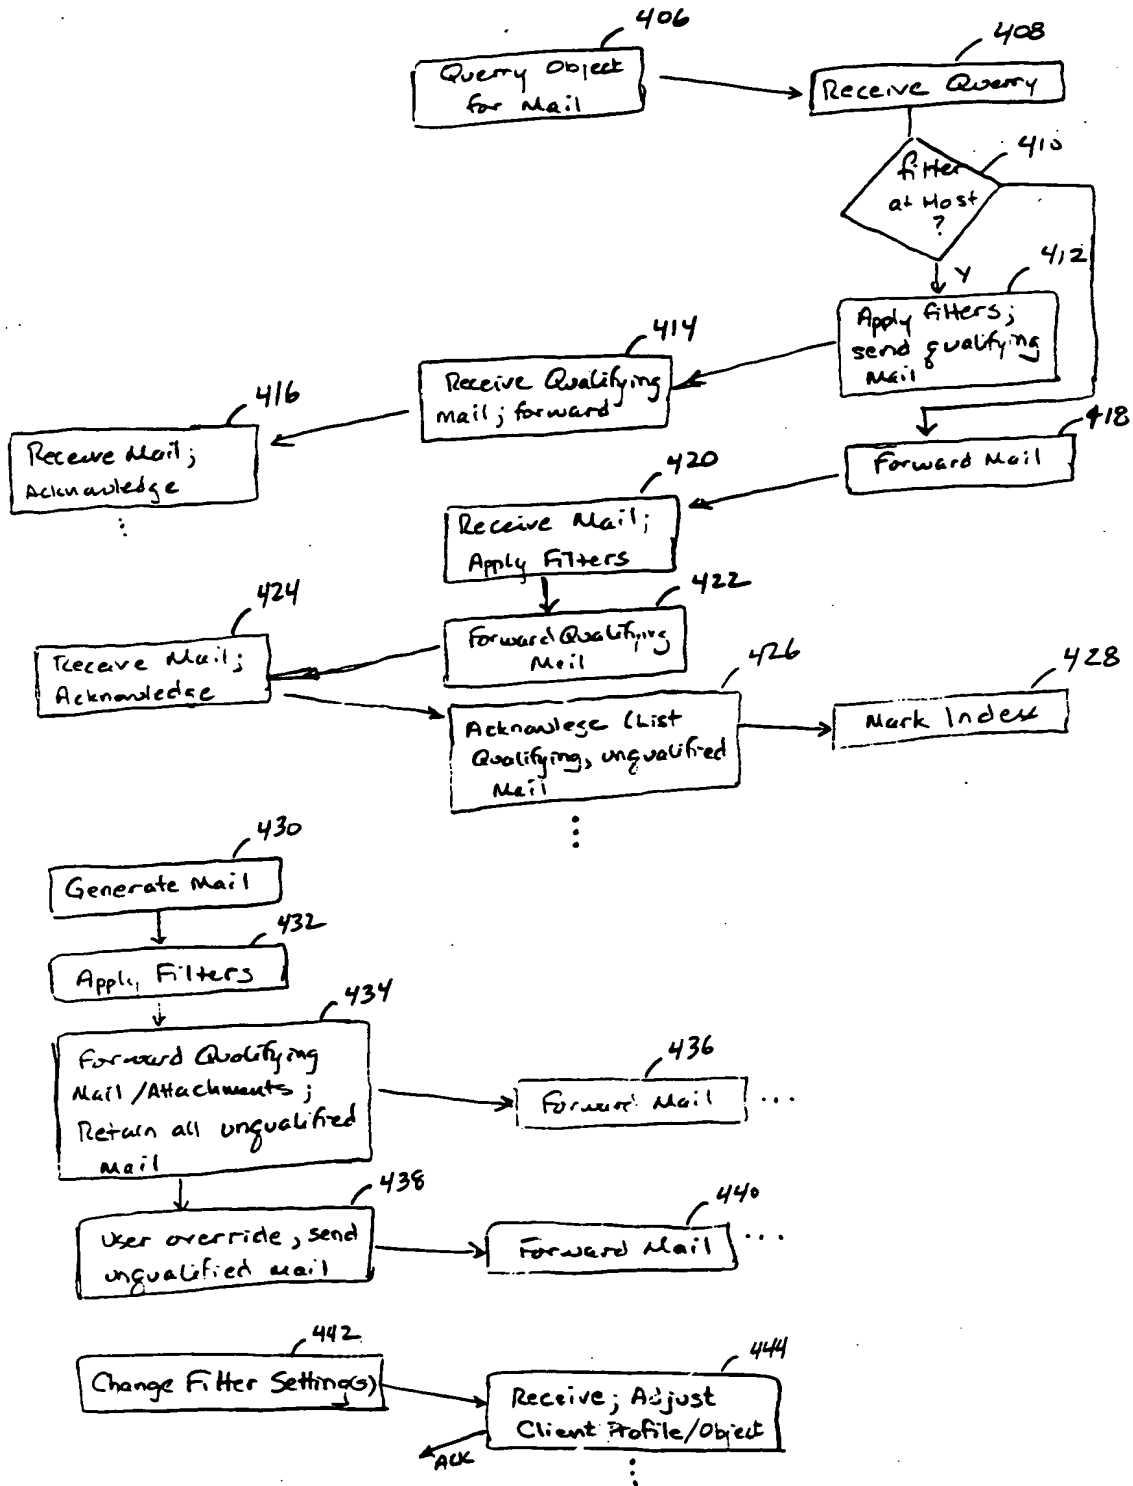 406
Querry Object
for Mail
408
Receive Querry
410
filter
at Host
?
Y
412
Apply filters;
send qualifying
Mail
414
Receive Qualifying
mail; forward
416
Receive Mail;
Acknowledge
418
Forward Mail
420
Receive Mail;
Apply Filters
422
Forward Qualifying
Mail
424
Receive Mail;
Acknowledge
426
Acknowlege (List
Qualifying, unqualified
Mail
428
Mark Index
430
Generate Mail
432
Apply Filters
434
Forward Qualifying
Mail/Attachments;
Retain all unqualified
Mail
436
Forward Mail ...
438
User override, send
unqualified mail
440
Forward Mail ...
442
Change Filter Setting(s)
444
Receive; Adjust
Client Profile/Object
ACK